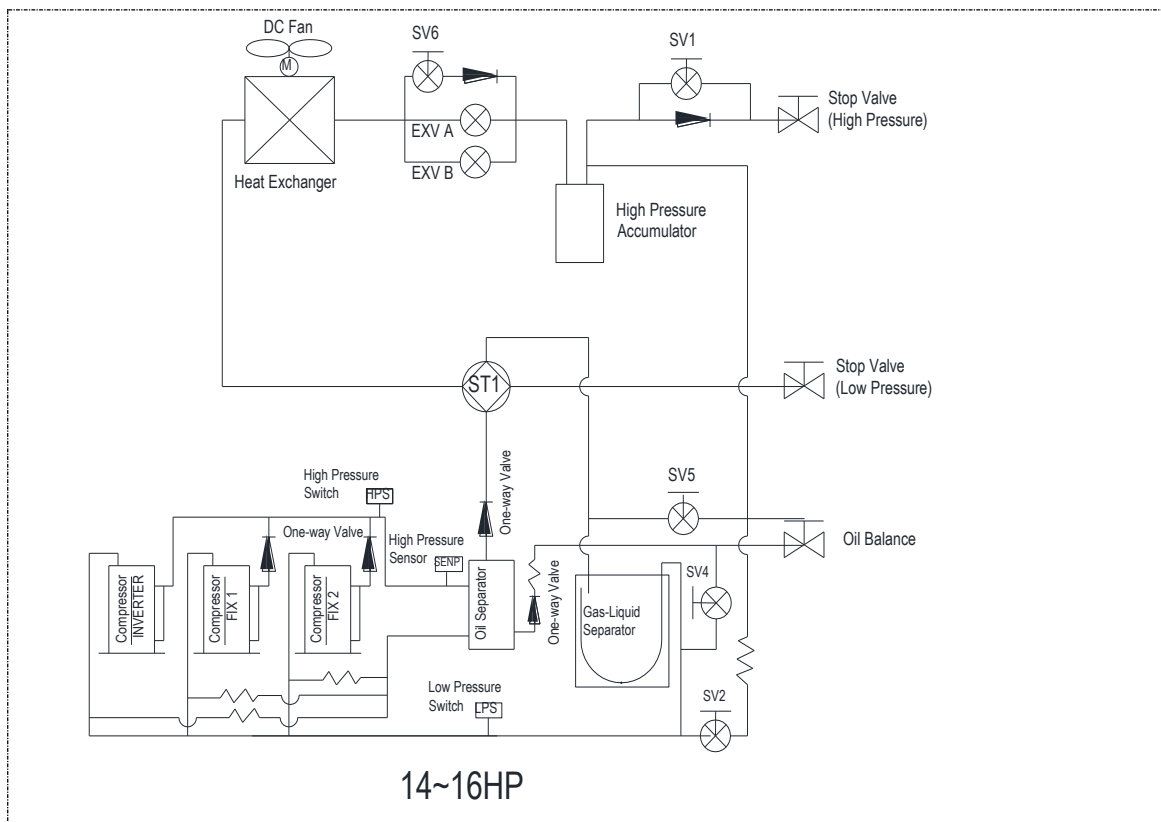 DC Fan
M
SV6
SV1
Stop Valve
(High Pressure)
EXV A
EXV B
Heat Exchanger
High Pressure
Accumulator
ST1
Stop Valve
(Low Pressure)
High Pressure
Switch
HPS
One-way Valve
One-way Valve
High Pressure
Sensor
SENP
SV5
Oil Balance
Compressor
INVERTER
Compressor
FIX 1
Compressor
FIX 2
Oil Separator
One-way Valve
Gas-Liquid
Separator
SV4
Low Pressure
Switch
LPS
SV2
14~16HP